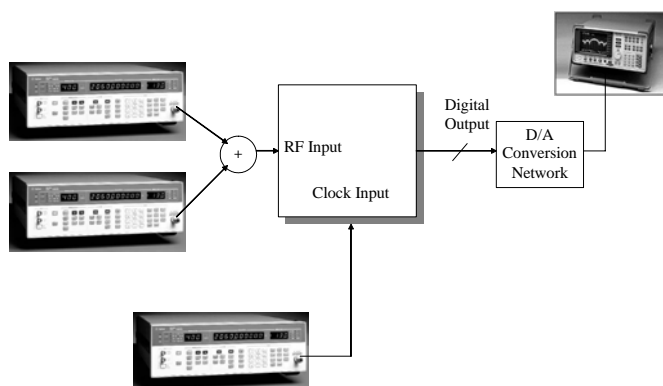 +
RF Input
Clock Input
Digital
Output
D/A
Conversion
Network